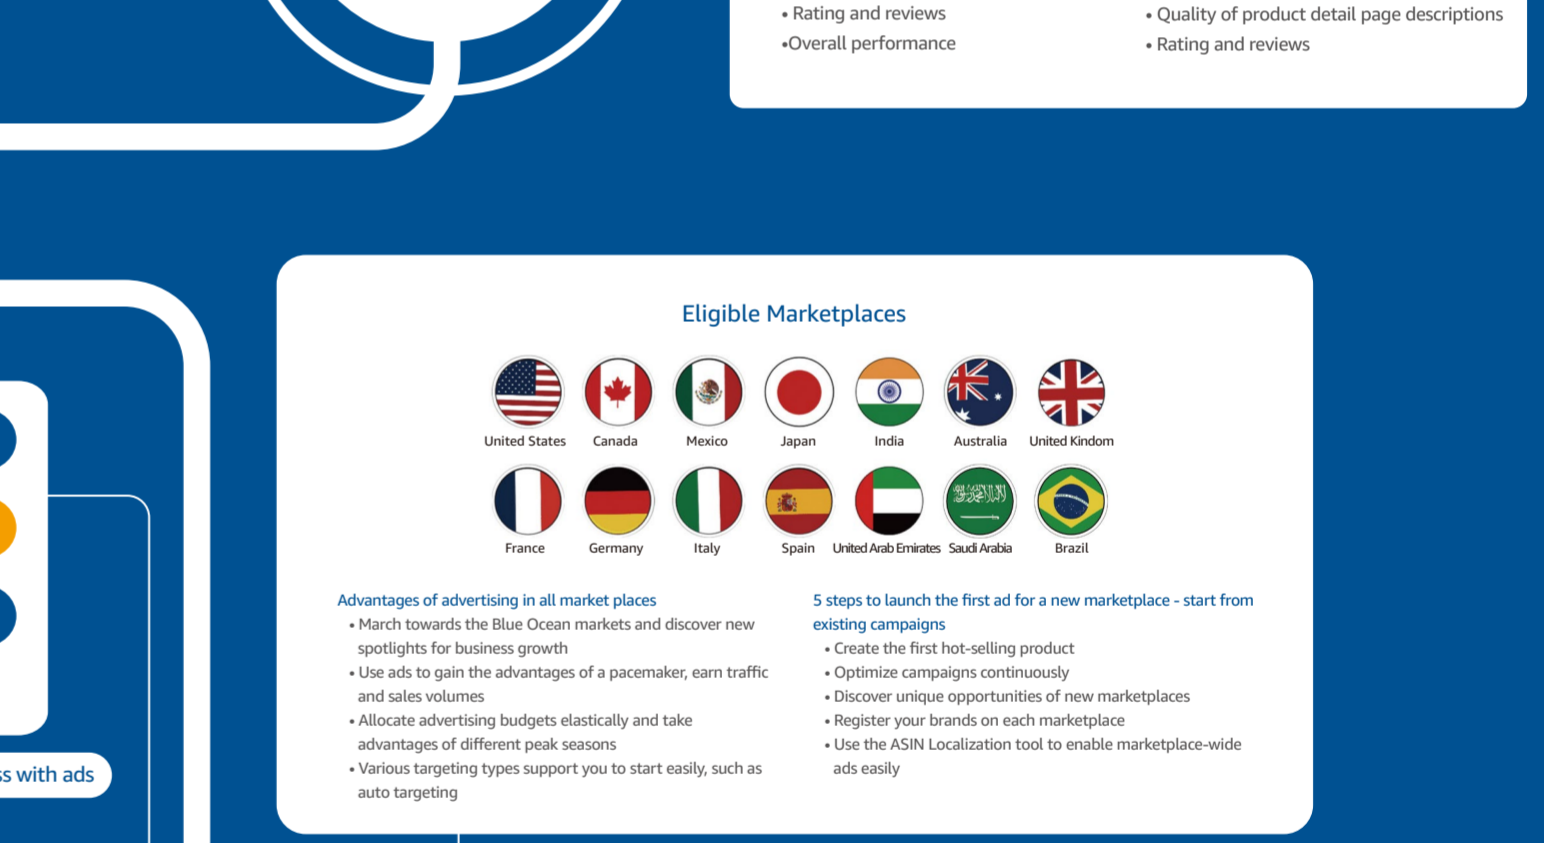 • Rating and reviews
•Overall performance
• Quality of product detail page descriptions
• Rating and reviews
Eligible Marketplaces
United States
Canada
Mexico
Japan
India
Australia
United Kindom
France
Germany
Italy
Spain
United Arab Emirates
Saudi Arabia
Brazil
Advantages of advertising in all market places
• March towards the Blue Ocean markets and discover new
spotlights for business growth
• Use ads to gain the advantages of a pacemaker, earn traffic
and sales volumes
• Allocate advertising budgets elastically and take
advantages of different peak seasons
• Various targeting types support you to start easily, such as
auto targeting
5 steps to launch the first ad for a new marketplace - start from
existing campaigns
• Create the first hot-selling product
• Optimize campaigns continuously
• Discover unique opportunities of new marketplaces
• Register your brands on each marketplace
• Use the ASIN Localization tool to enable marketplace-wide
ads easily
with ads